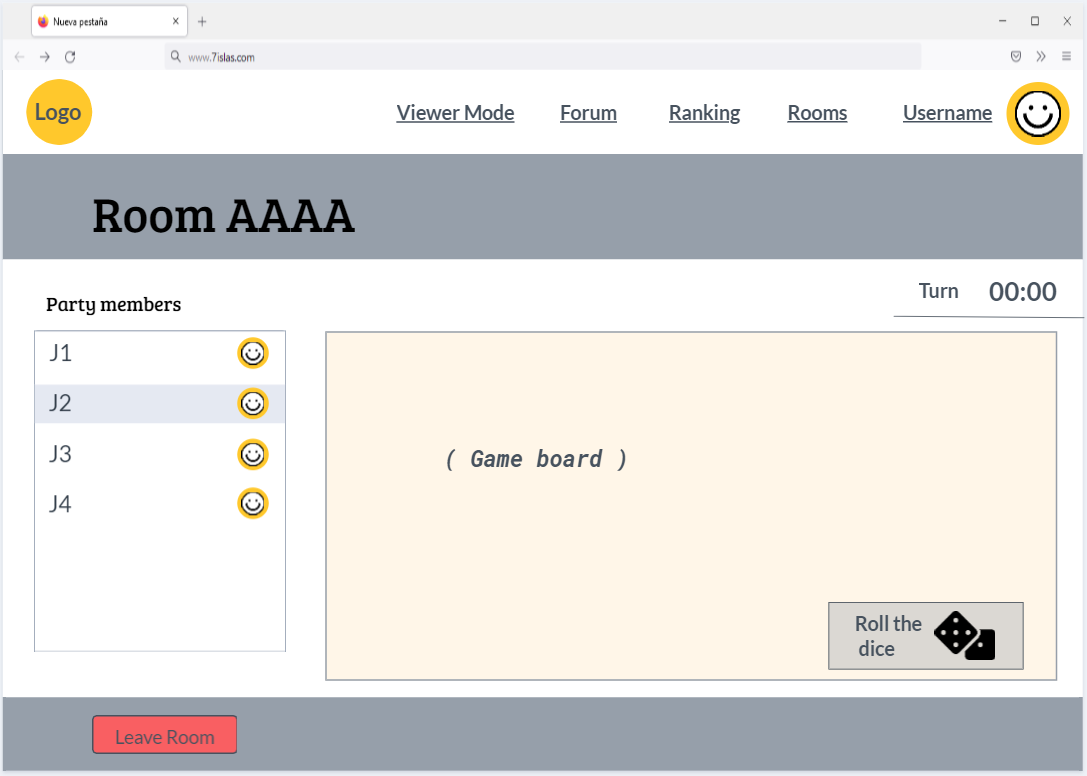 Nueva pestaña
www.7islas.com
Logo
Viewer Mode
Forum
Ranking
Rooms
Username
Room AAAA
Party members
Turn 00:00
J1
J2
J3
J4
( Game board )
Roll the
dice
Leave Room